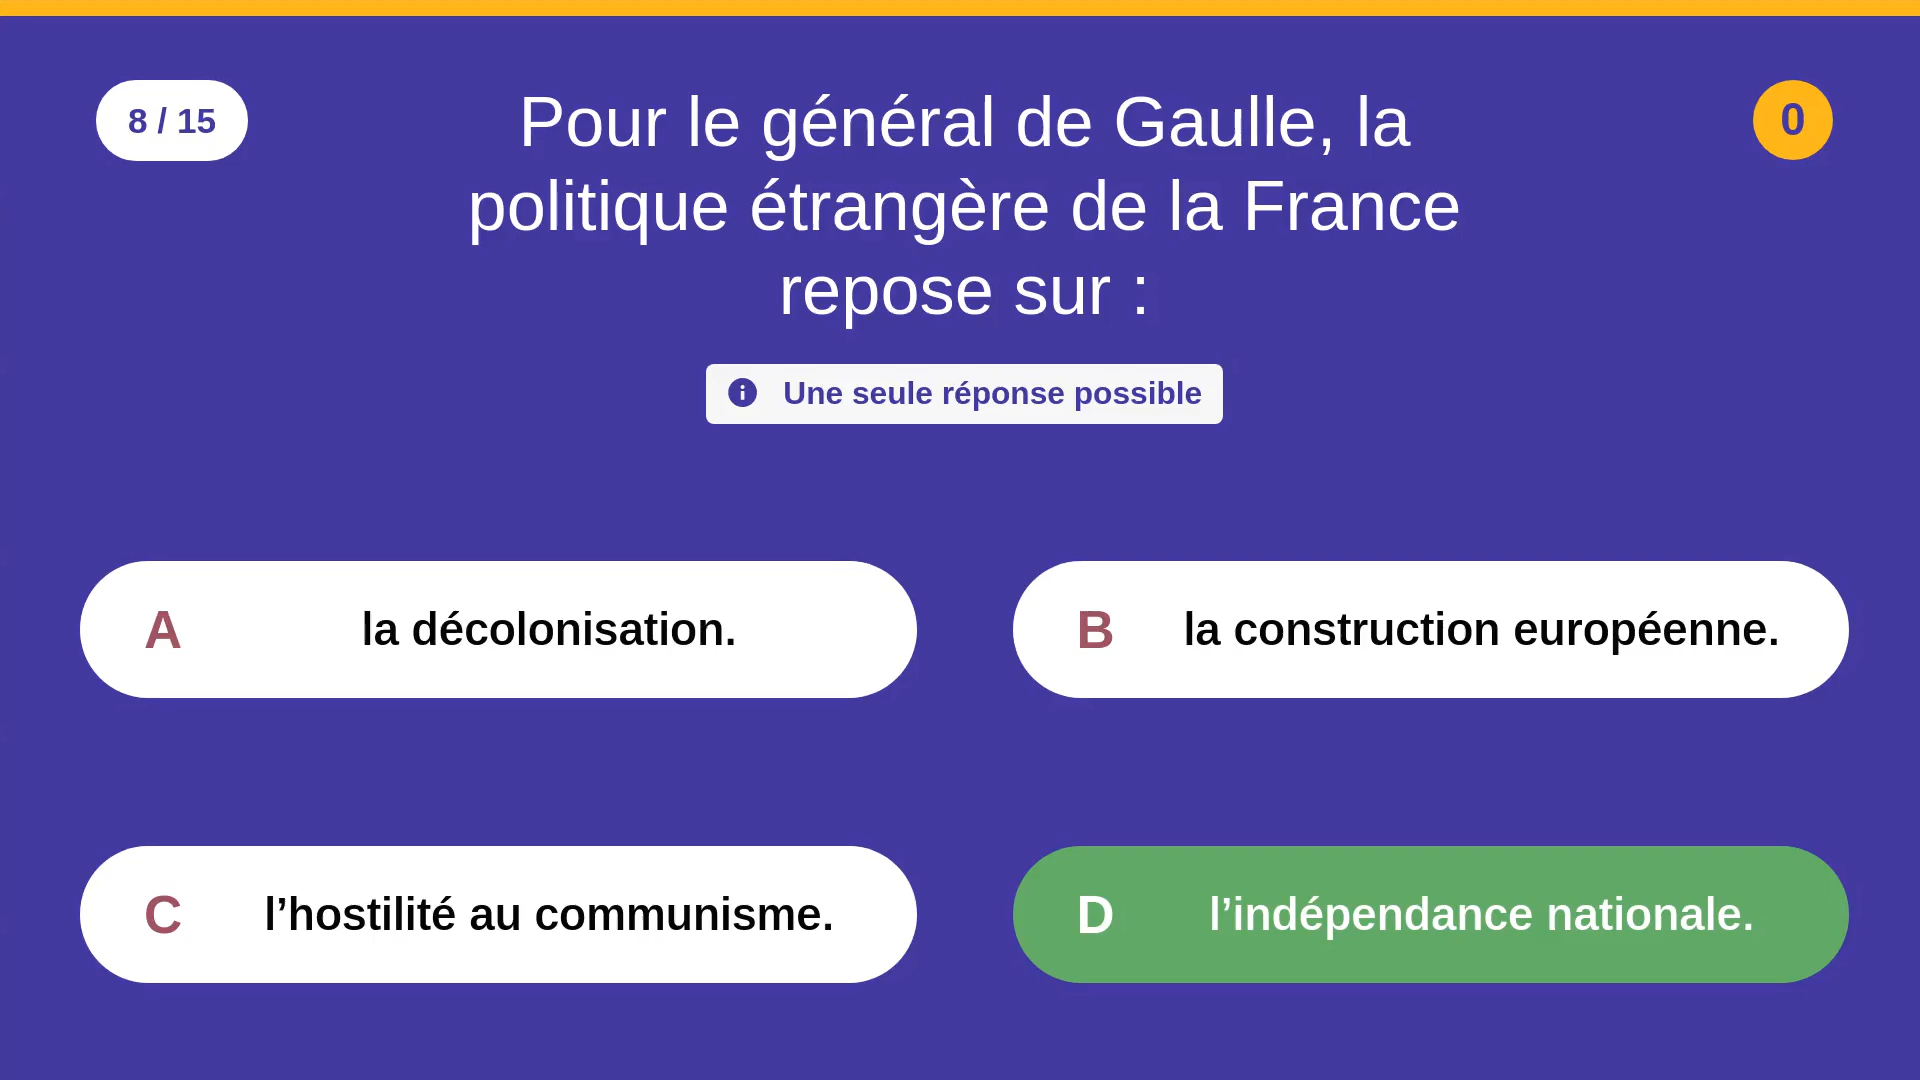 8 / 15
Pour le général de Gaulle, la
politique étrangère de la France
repose sur :
0
Une seule réponse possible
A la décolonisation.
B la construction européenne.
C l’hostilité au communisme.
D l’indépendance nationale.